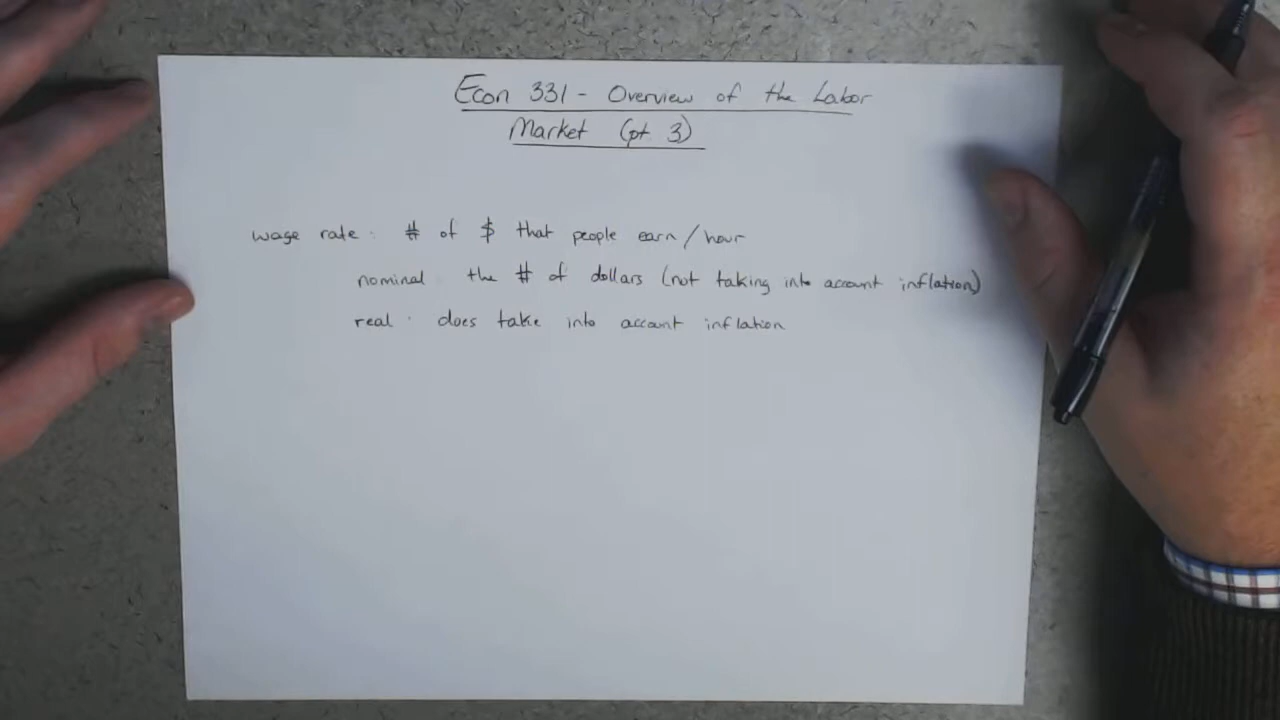 Econ 331 - Overview of the Labor
Market (pt. 3)
wage rate: # of $ that people earn/hour
nominal: the # of dollars (not taking into account inflation)
real: does take into account inflation